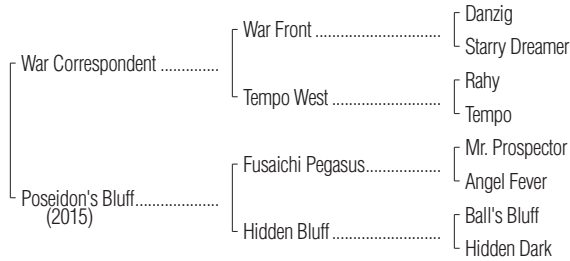 Danzig
War Front ..............................
Starry Dreamer
War Correspondent ..............
Rahy
Tempo West ..........................
Tempo
Mr. Prospector
Fusaichi Pegasus..................
Angel Fever
Poseidon's Bluff....................
(2015)
Ball's Bluff
Hidden Bluff ..........................
Hidden Dark